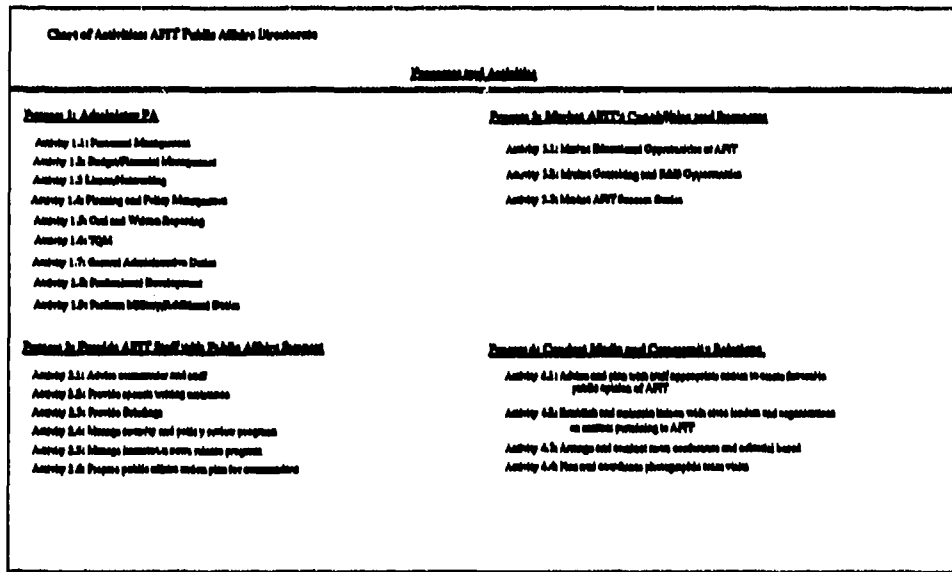 Chart of Activities: AFIT Public Affairs Directorate
Processes and Activities
Process 1: Administer PA
Activity 1.1: Personnel Management
Activity 1.2: Budget/Financial Management
Activity 1.3 Liaison/Networking
Activity 1.4: Planning and Policy Management
Activity 1.5: Oral and Written Reporting
Activity 1.6: TQM
Activity 1.7: General Administrative Duties
Activity 1.8: Professional Development
Activity 1.9: Perform Military/Additional Duties
Process 2: Provide AFIT Staff with Public Affairs Support
Activity 2.1: Advise commander and staff
Activity 2.2: Provide speech writing assistance
Activity 2.3: Provide Briefings
Activity 2.4: Manage security and policy review program
Activity 2.5: Manage hometown news release program
Activity 2.6: Prepare public affairs action plan for commanders
Process 3: Market AFIT's Capabilities and
Activity 3.1: Market Educational Opportunities at AFIT
Activity 3.2: Market Consulting and R&D Opportunities
Activity 3.3: Market AFIT Success Stories
Process 4: Conduct Media and Community Relations
Activity 4.1: Advise and plan with staff appropriate action to create favorable
public opinion of AFIT
Activity 4.2: Establish and maintain liaison with civic leaders and organizations
on matters pertaining to AFIT
Activity 4.3: Arrange and conduct news conferences and editorial board
Activity 4.4: Plan and coordinate photographic team visits